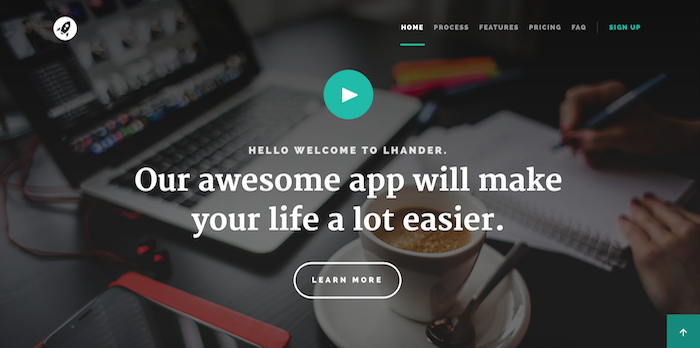 HOME PROCESS FEATURES PRICING FAQ SIGN UP
HELLO WELCOME TO LHANDER.
Our awesome app will make
your life a lot easier.
LEARN MORE